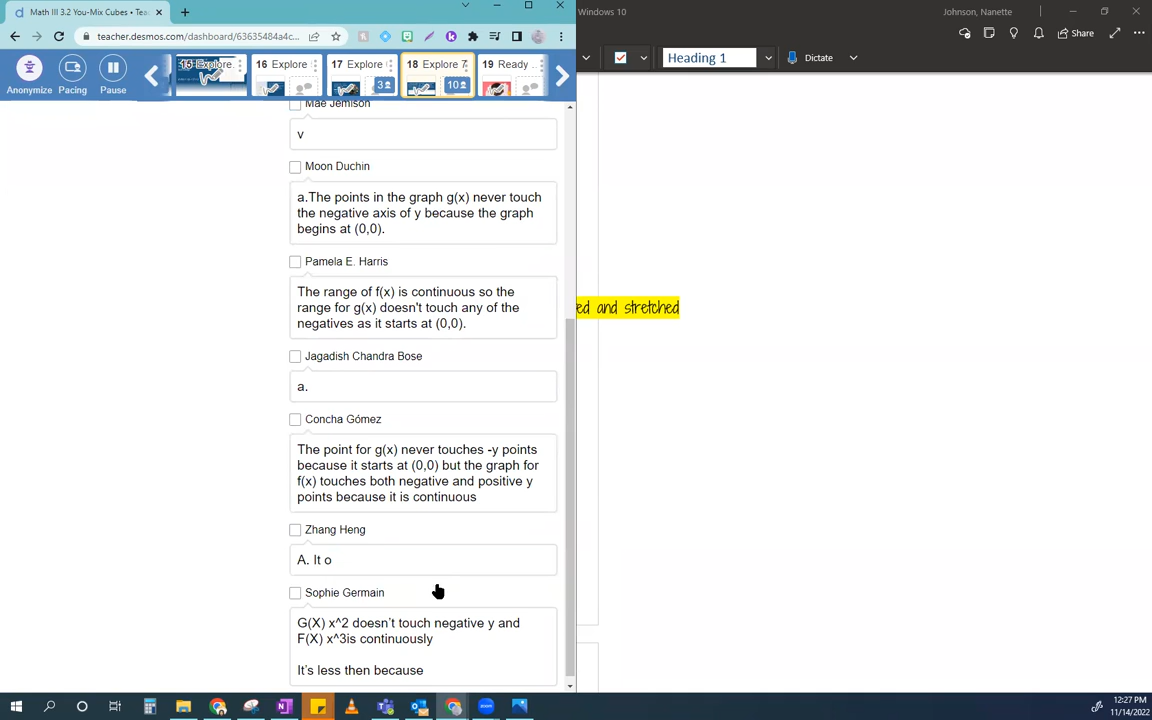 Math III 3.2 You-Mix Cubes • Tea
teacher.desmos.com/dashboard/63635484a4c...
Anonymize
Pacing
Pause
15 Explore
16 Explore
17 Explore
3
18 Explore 7
10
19 Ready ..
Mae Jemison
v
Moon Duchin
a.The points in the graph g(x) never touch
the negative axis of y because the graph
begins at (0,0).
Pamela E. Harris
The range of f(x) is continuous so the
range for g(x) doesn't touch any of the
negatives as it starts at (0,0).
Jagadish Chandra Bose
a.
Concha Gómez
The point for g(x) never touches -y points
because it starts at (0,0) but the graph for
f(x) touches both negative and positive y
points because it is continuous
Zhang Heng
A. It o
Sophie Germain
G(X) x^2 doesn't touch negative y and
F(X) x^3is continuously
It's less then because
Windows 10
Johnson, Nanette
Share
Heading 1
Dictate
ed and stretched
12:27 PM
11/14/2022